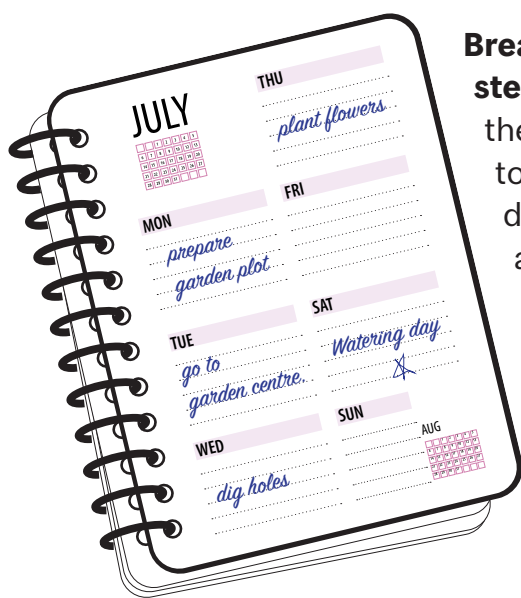 JULY
MON
prepare
garden plot
TUE
go to
garden centre.
WED
dig holes
THU
plant flowers
FRI
SAT
Watering day
SUN
AUG
Brea
ste
the
to
d
a